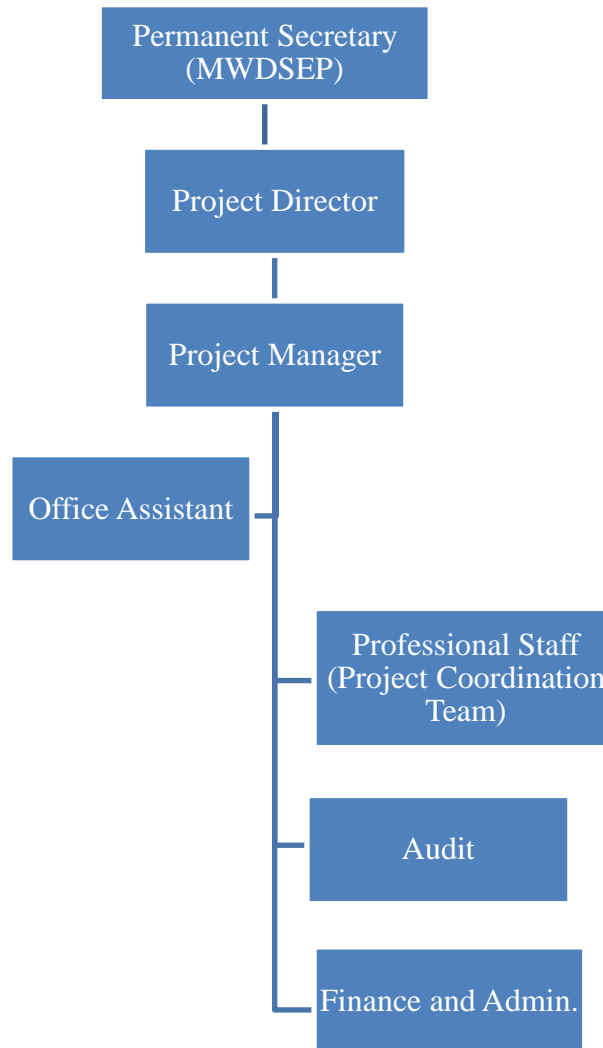 Permanent Secretary
(MWDSEP)
Project Director
Project Manager
Office Assistant
Professional Staff
(Project Coordination
Team)
Audit
Finance and Admin.